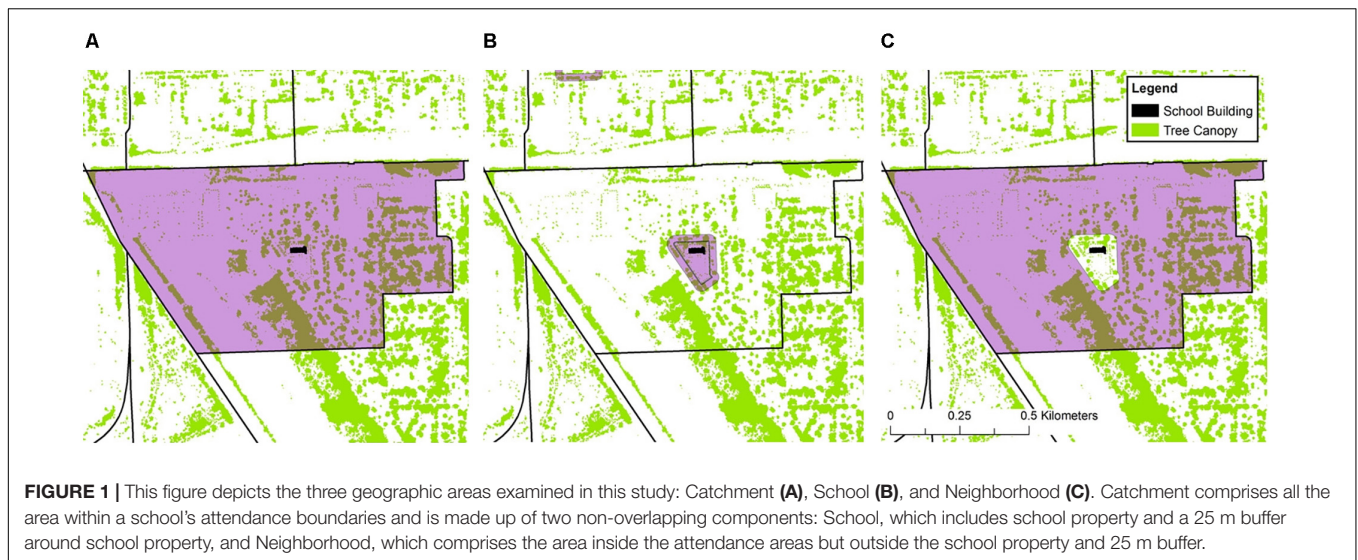 A
B
C
Legend
School Building
Tree Canopy
0 0.25 0.5 Kilometers
FIGURE 1 | This figure depicts the three geographic areas examined in this study: Catchment (A), School (B), and Neighborhood (C). Catchment comprises all the
area within a school's attendance boundaries and is made up of two non-overlapping components: School, which includes school property and a 25 m buffer
around school property, and Neighborhood, which comprises the area inside the attendance areas but outside the school property and 25 m buffer.